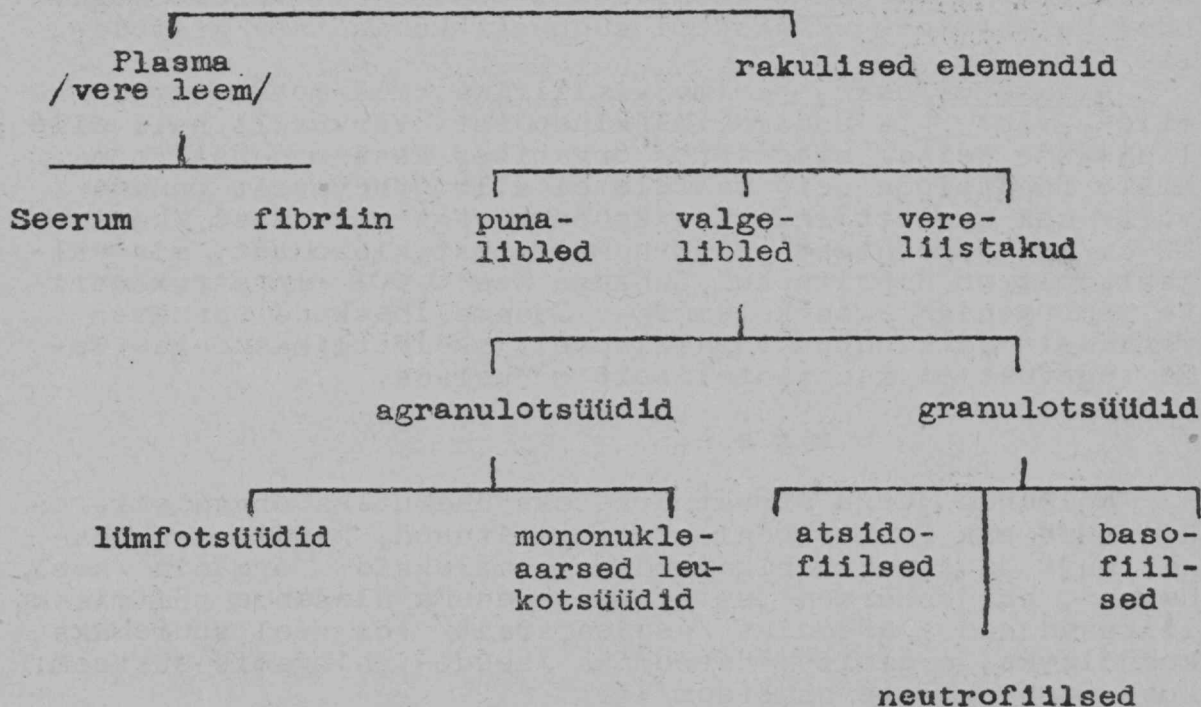 Plasma
/vere leem/
rakulised elemendid
Seerum
fibriin
puna-
libled
valge-
libled
vere-
liistakud
agranulotsüüdid
granulotsüüdid
lümfotsüüdid
mononukle-
aarsed leu-
kotsüüdid
atsido-
fiilsed
baso-
fiil-
sed
neutrofiilsed